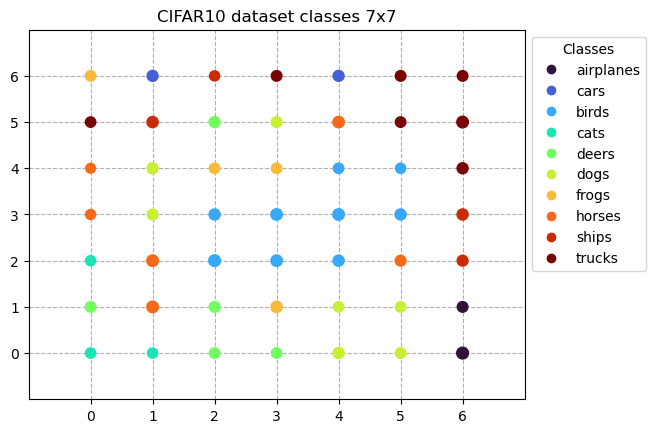 CIFAR10 dataset classes 7x7
Classes
airplanes
cars
birds
cats
deers
dogs
frogs
horses
ships
trucks
6
5
4
3
2
1
0
0 1 2 3 4 5 6